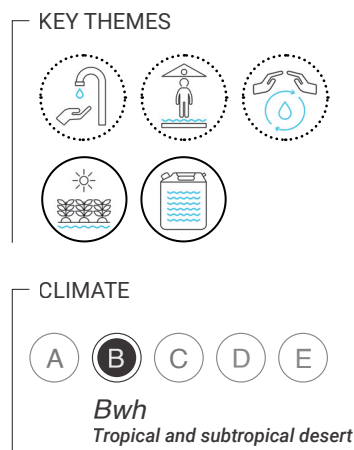 KEY THEMES
CLIMATE
A B C D E
Bwh
Tropical and subtropical desert